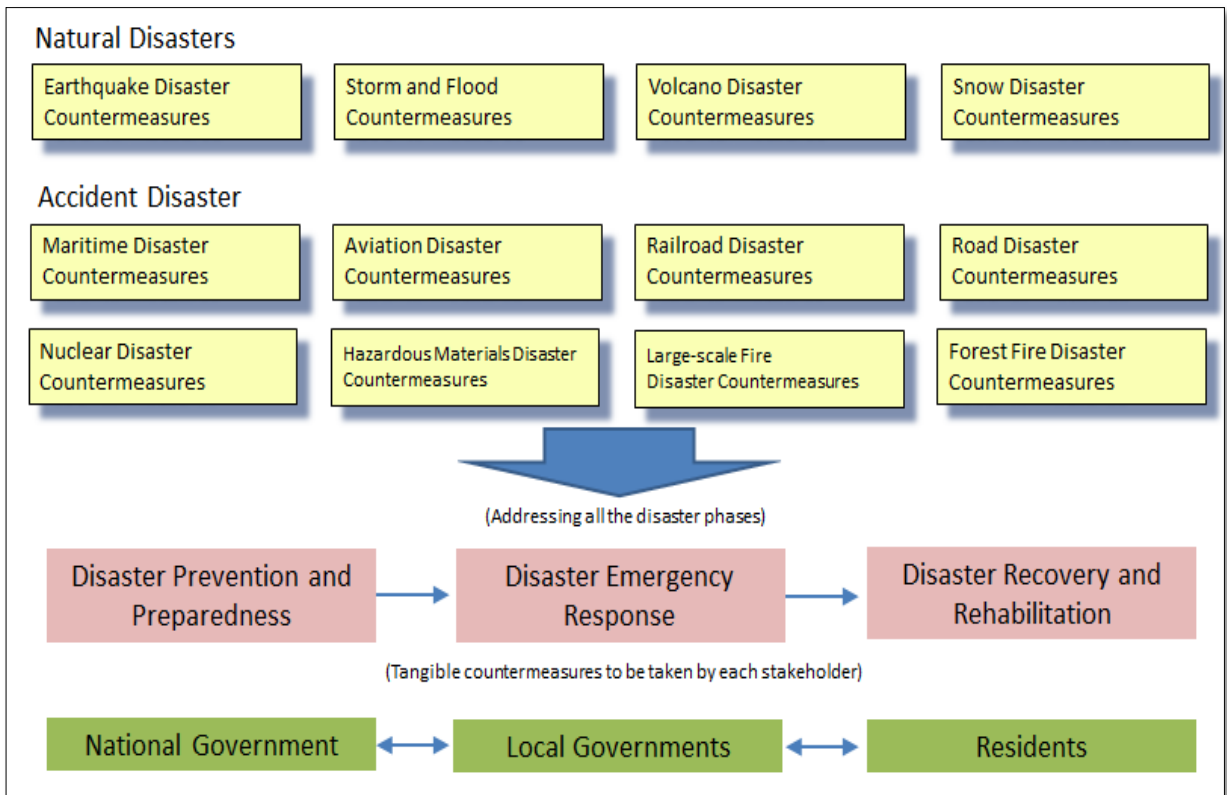 Natural Disasters
Earthquake Disaster
Countermeasures
Storm and Flood
Countermeasures
Volcano Disaster
Countermeasures
Snow Disaster
Countermeasures
Accident Disaster
Maritime Disaster
Countermeasures
Aviation Disaster
Countermeasures
Railroad Disaster
Countermeasures
Road Disaster
Countermeasures
Nuclear Disaster
Countermeasures
Hazardous Materials Disaster
Countermeasures
Large-scale Fire
Disaster Countermeasures
Forest Fire Disaster
Countermeasures
(Addressing all the disaster phases)
Disaster Prevention and
Preparedness
Disaster Emergency
Response
Disaster Recovery and
Rehabilitation
(Tangible countermeasures to be taken by each stakeholder)
National Government
Local Governments
Residents